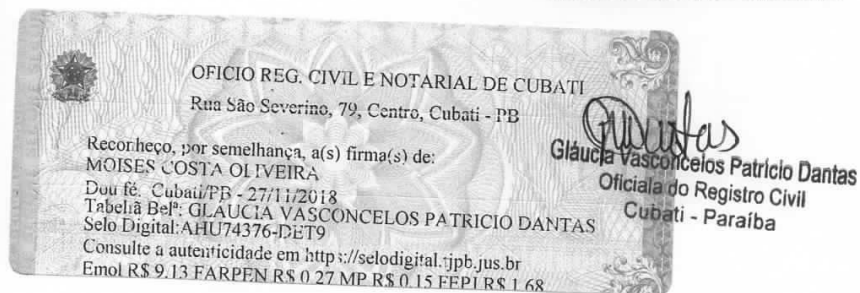 OFICIO REG. CIVIL E NOTARIAL DE CUBATI
Rua São Severino, 79, Centro, Cubati - PB
Reconheço, por semelhança, a(s) firma(s) de:
MOISES COSTA OLIVEIRA
Dou fé. Cubati/PB - 27/11/2018
Tabeliã Belª: GLAUCIA VASCONCELOS PATRICIO DANTAS
Selo Digital: AHU74376-DET9
Consulte a autenticidade em https://selodigital.tjpb.jus.br
Emol R$ 9,13 FARPEN R$ 0,27 MP R$ 0,15 FEPJ R$ 1,68
Gláucia Vasconcelos Patricio Dantas
Oficiala do Registro Civil
Cubati - Paraíba